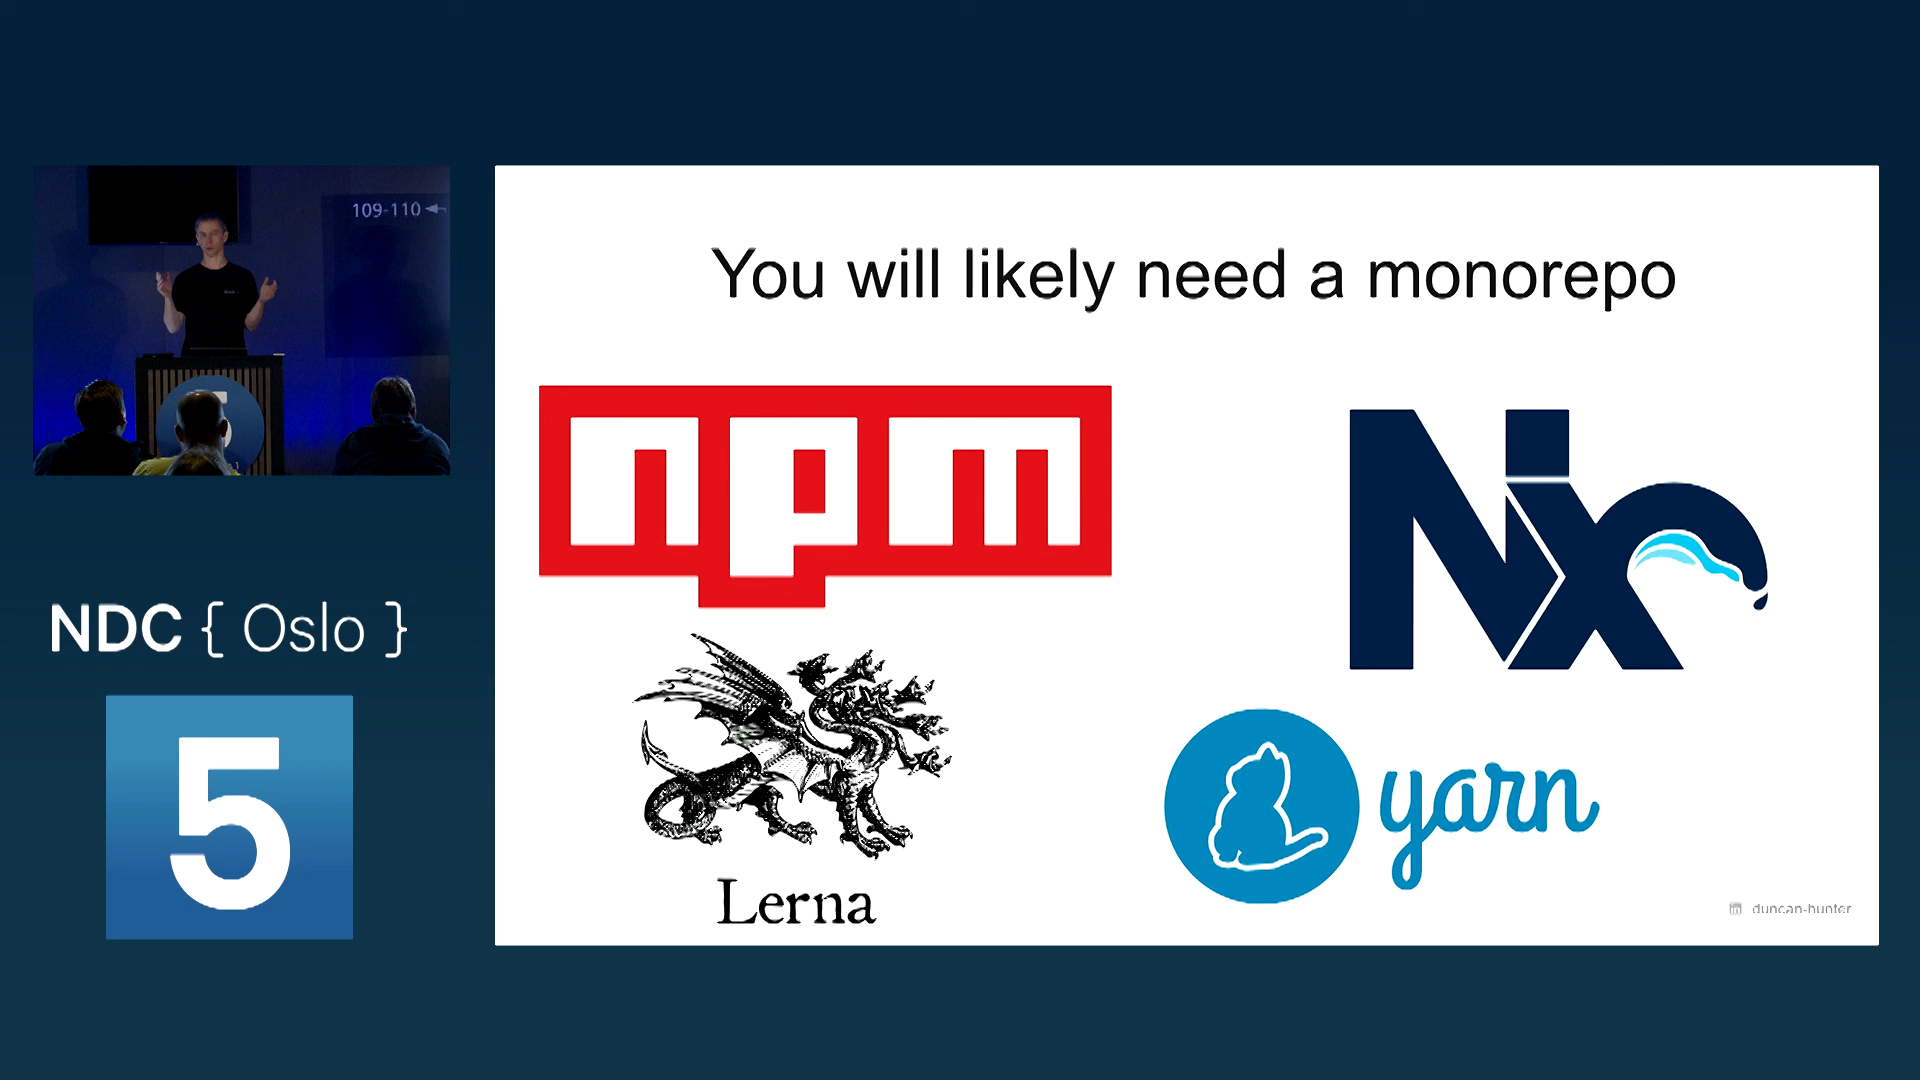 109-110
You will likely need a monorepo
npm
Nx
NDC { Oslo }
5
Lerna
yarn
duncan-hunter